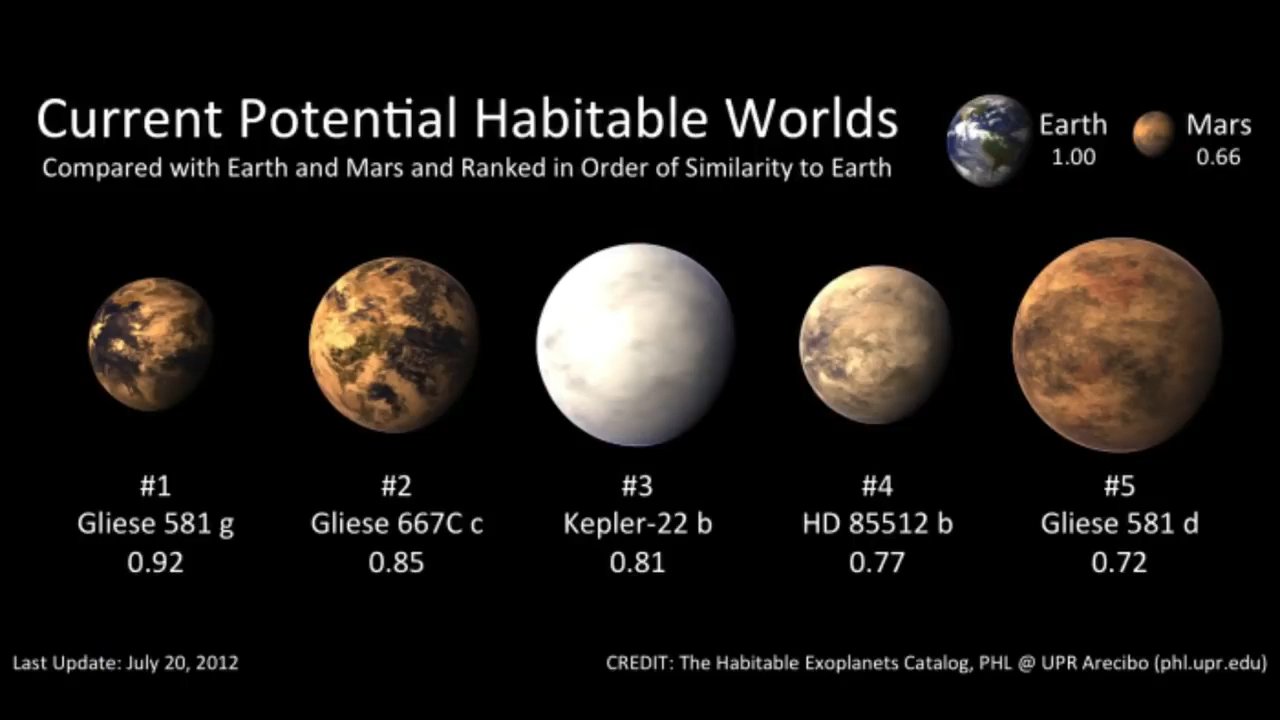 Current Potential Habitable Worlds
Compared with Earth and Mars and Ranked in Order of Similarity to Earth
Earth
1.00
Mars
0.66
#1
Gliese 581 g
0.92
#2
Gliese 667C c
0.85
#3
Kepler-22 b
0.81
#4
HD 85512 b
0.77
#5
Gliese 581 d
0.72
Last Update: July 20, 2012
CREDIT: The Habitable Exoplanets Catalog, PHL @ UPR Arecibo (phl.upr.edu)